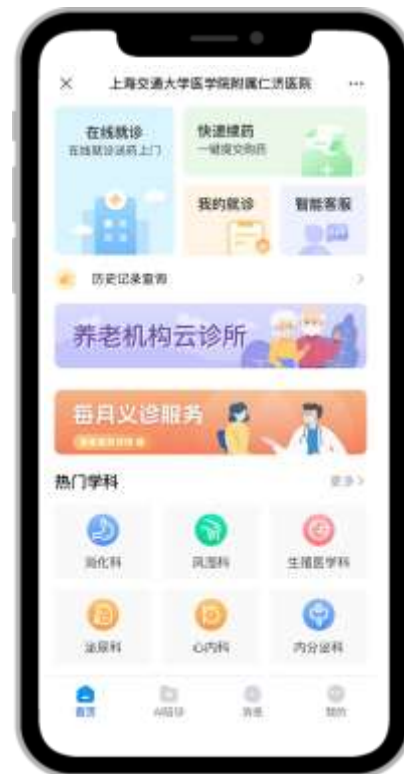 上海交通大学医学院附属仁济医院
在线就诊
在线就诊送药上门
快速续药
一键提交购药
我的就诊
智能客服
历史记录查询
养老机构云诊所
每月义诊服务
热门学科
更多
消化科
风湿科
生殖医学科
泌尿科
心内科
内分泌科
首页
消息
我的